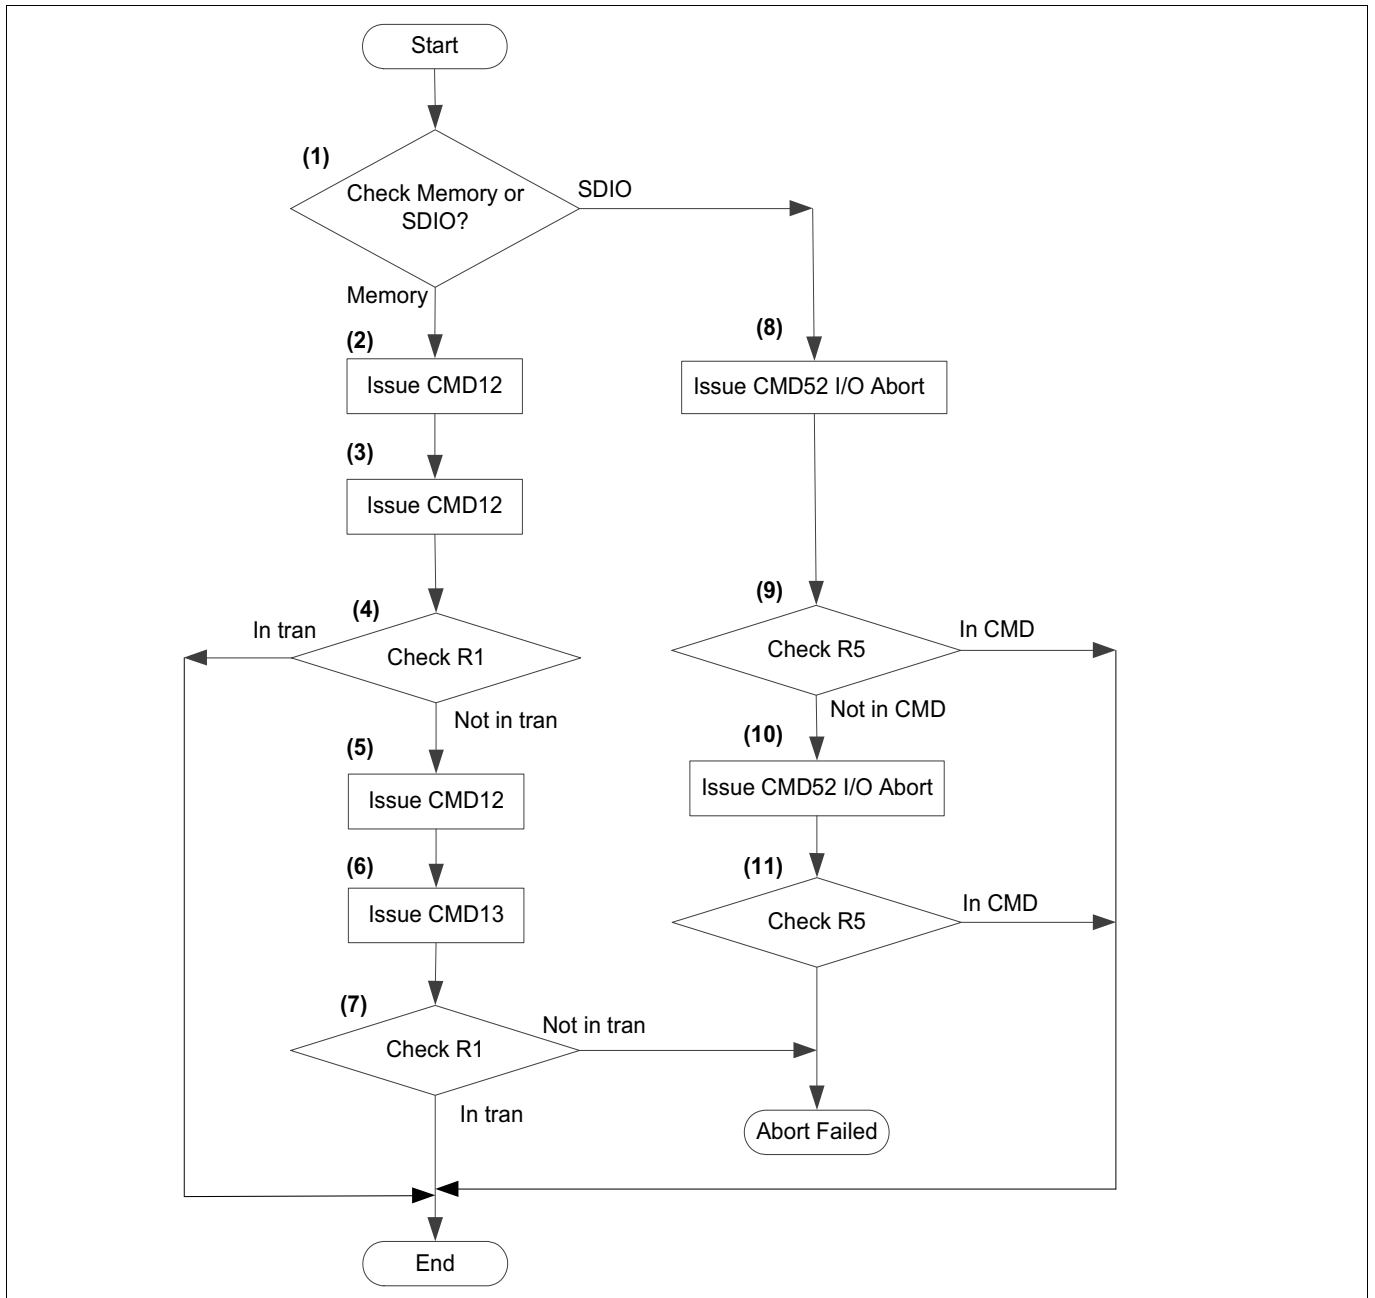 Start
(1)
Check Memory or
SDIO?
SDIO
Memory
(2)
Issue CMD12
(3)
Issue CMD12
(4)
In tran
Check R1
Not in tran
(5)
Issue CMD12
(6)
Issue CMD13
(7)
Check R1
Not in tran
In tran
(8)
Issue CMD52 I/O Abort
(9)
Check R5
In CMD
Not in CMD
(10)
Issue CMD52 I/O Abort
(11)
Check R5
In CMD
Abort Failed
End